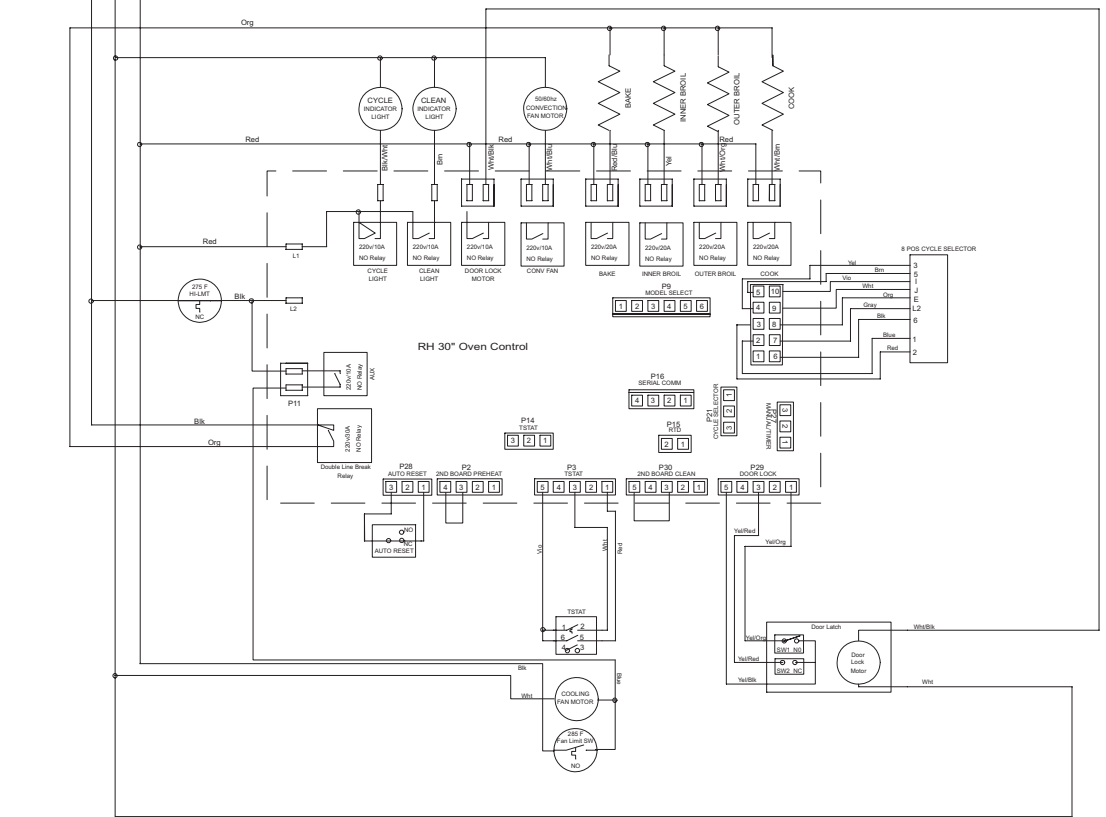 Org
CYCLE
INDICATOR
LIGHT
CLEAN
INDICATOR
LIGHT
50/60hz
CONVECTION
FAN MOTOR
BAKE
INNER BROIL
OUTER BROIL
COOK
Red
Blk/Wht
Brn
Wht/Blk
Red
Wht/Blu
Red/Blu
Yel
Wht/Org
Red
Wht/Brn
Red
L1
220v/10A
NO Relay
CYCLE
LIGHT
220v/10A
NO Relay
CLEAN
LIGHT
220v/10A
NO Relay
DOOR LOCK
MOTOR
220v/10A
NO Relay
CONV FAN
220v/20A
NO Relay
BAKE
220v/20A
NO Relay
INNER BROIL
220v/20A
NO Relay
OUTER BROIL
220v/20A
NO Relay
COOK
8 POS CYCLE SELECTOR
Yel
3
Brn
5
Vio
I
Wht
J
Org
E
Gray
L2
Blk
6
Blue
1
Red
2
275 F
HI-LMT
NC
Blk
L2
P9
MODEL SELECT
1 2 3 4 5 6
5 10
4 9
3 8
2 7
1 6
RH 30" Oven Control
220v/10A
NO Relay
AUX
P11
P16
SERIAL COMM
4 3 2 1
P21
CYCLE SELECTOR
1
2
3
MANUAL/TIMER
3
2
1
Blk
Org
220v/30A
NO Relay
Double Line Break
Relay
P14
TSTAT
3 2 1
P15
RTD
2 1
P28
AUTO RESET
3 2 1
P2
2ND BOARD PREHEAT
4 3 2 1
P3
TSTAT
5 4 3 2 1
P30
2ND BOARD CLEAN
5 4 3 2 1
P29
DOOR LOCK
5 4 3 2 1
NO
NC
AUTO RESET
Vio
Wht
Red
Yel/Red
Yel/Org
TSTAT
1 2
6 5
4 3
Door Latch
Yel/Org
SW1 N0
Yel/Red
SW2 NC
Yel/Blk
Door
Lock
Motor
Wht/Blk
Wht
Blk
Blue
Wht
COOLING
FAN MOTOR
285 F
Fan Limit SW
NO